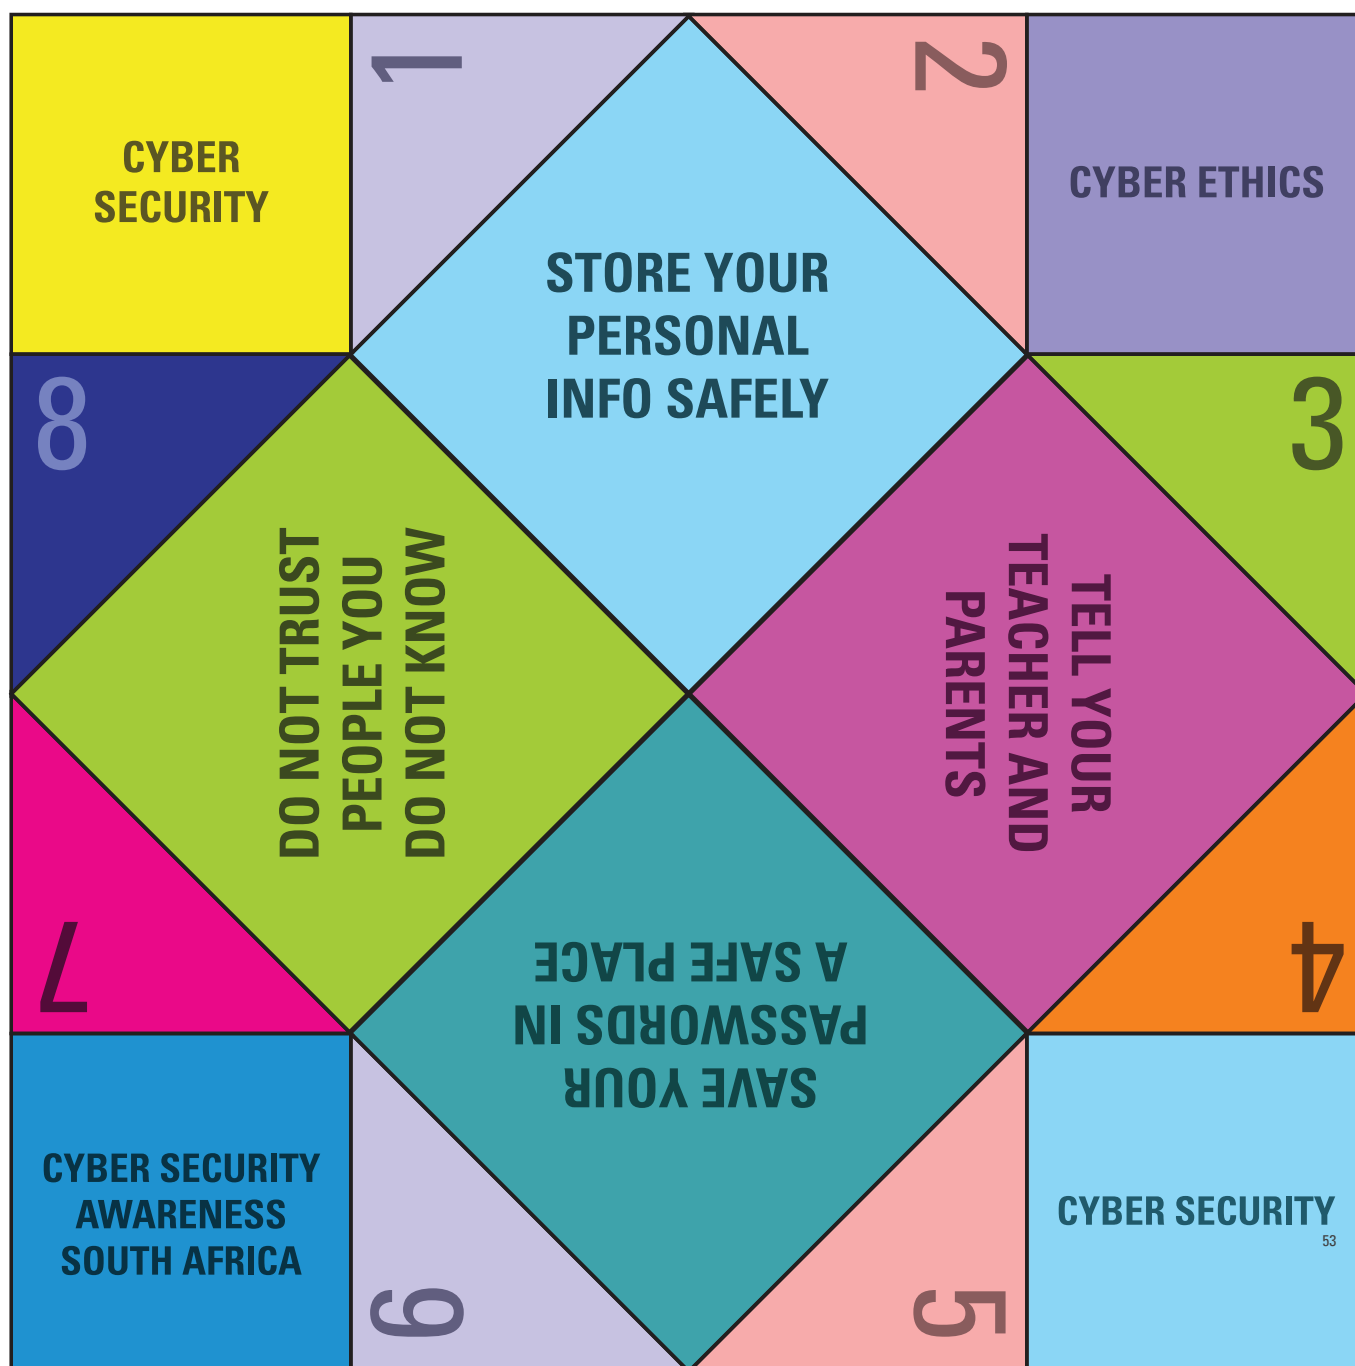 CYBER
SECURITY
1
2
CYBER ETHICS
STORE YOUR
PERSONAL
INFO SAFELY
8
3
DO NOT TRUST
PEOPLE YOU
DO NOT KNOW
TELL YOUR
TEACHER AND
PARENTS
7
4
SAVE YOUR
PASSWORDS IN
A SAFE PLACE
CYBER SECURITY
AWARENESS
SOUTH AFRICA
6
5
CYBER SECURITY
53